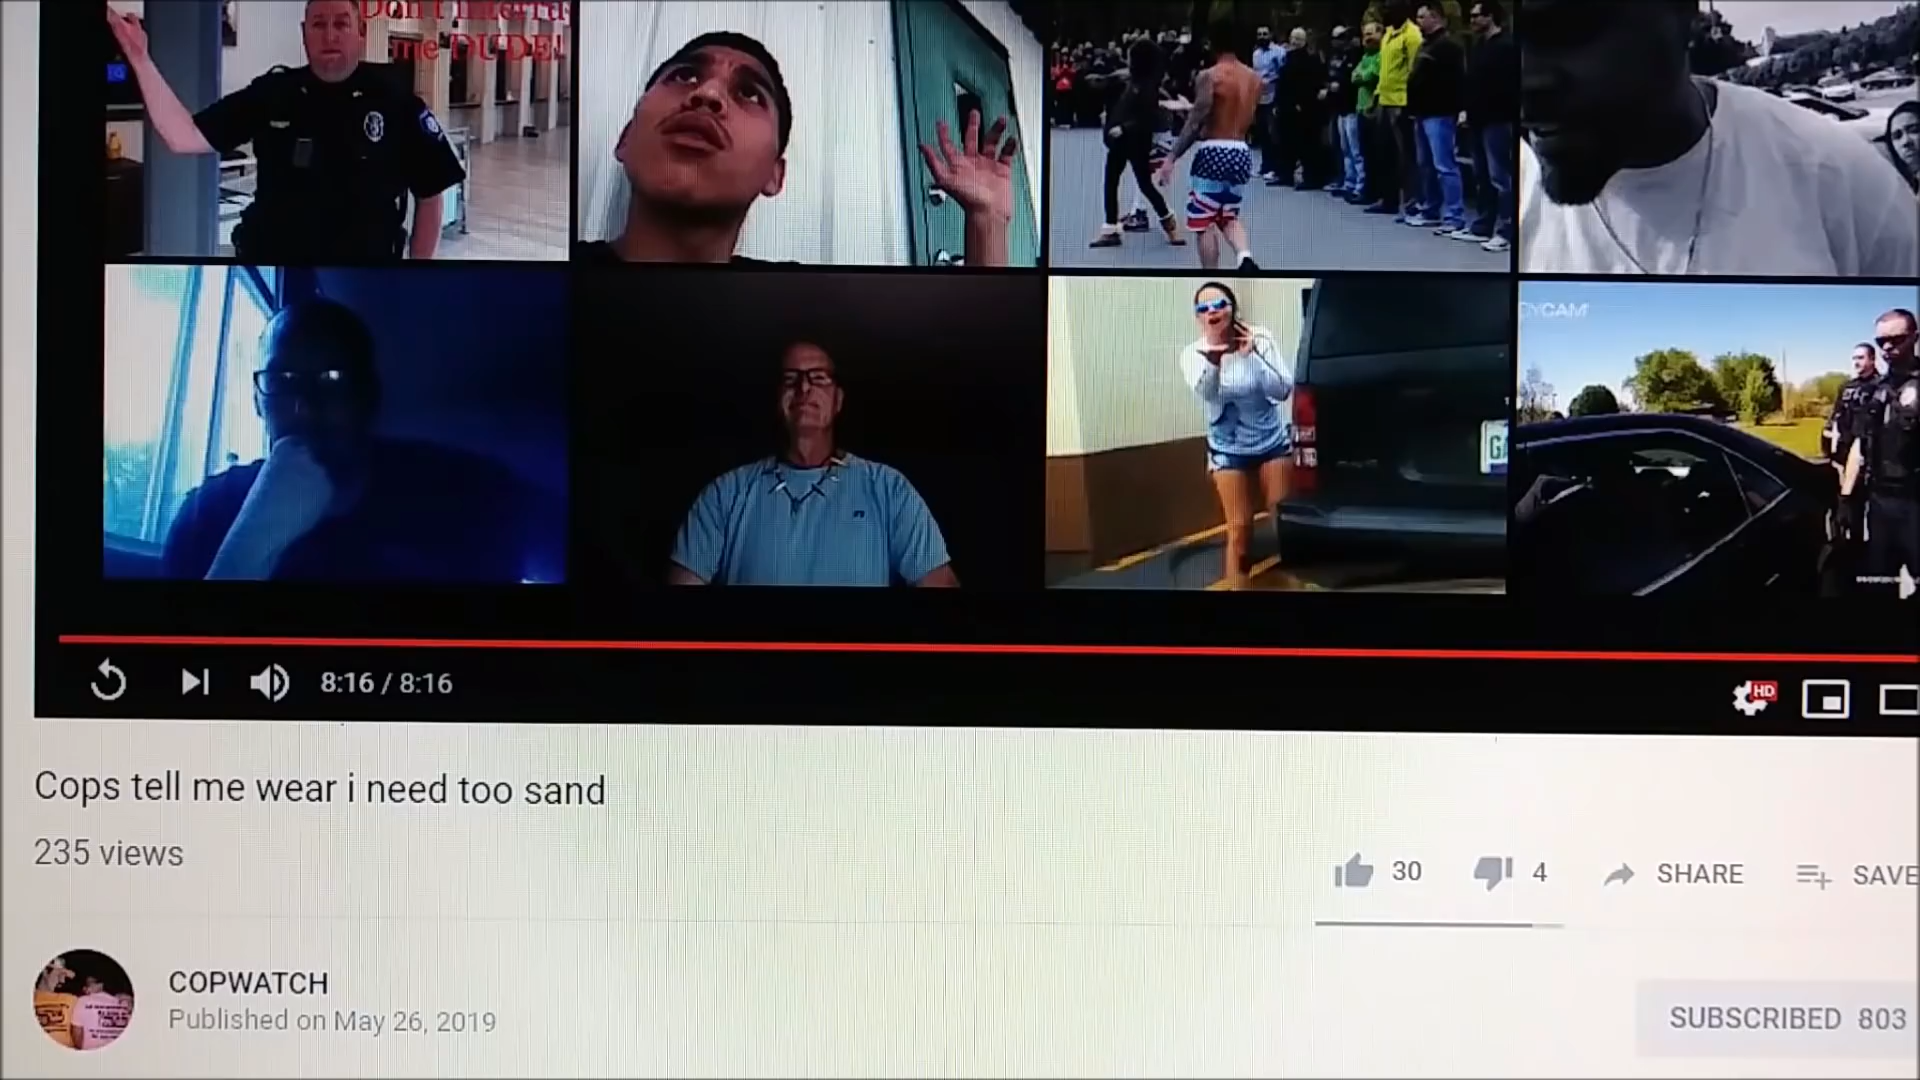 me DUDE!
8:16 / 8:16
HD
Cops tell me wear i need too sand
235 views
30
4
SHARE
SAVE
COPWATCH
Published on May 26, 2019
SUBSCRIBED 803